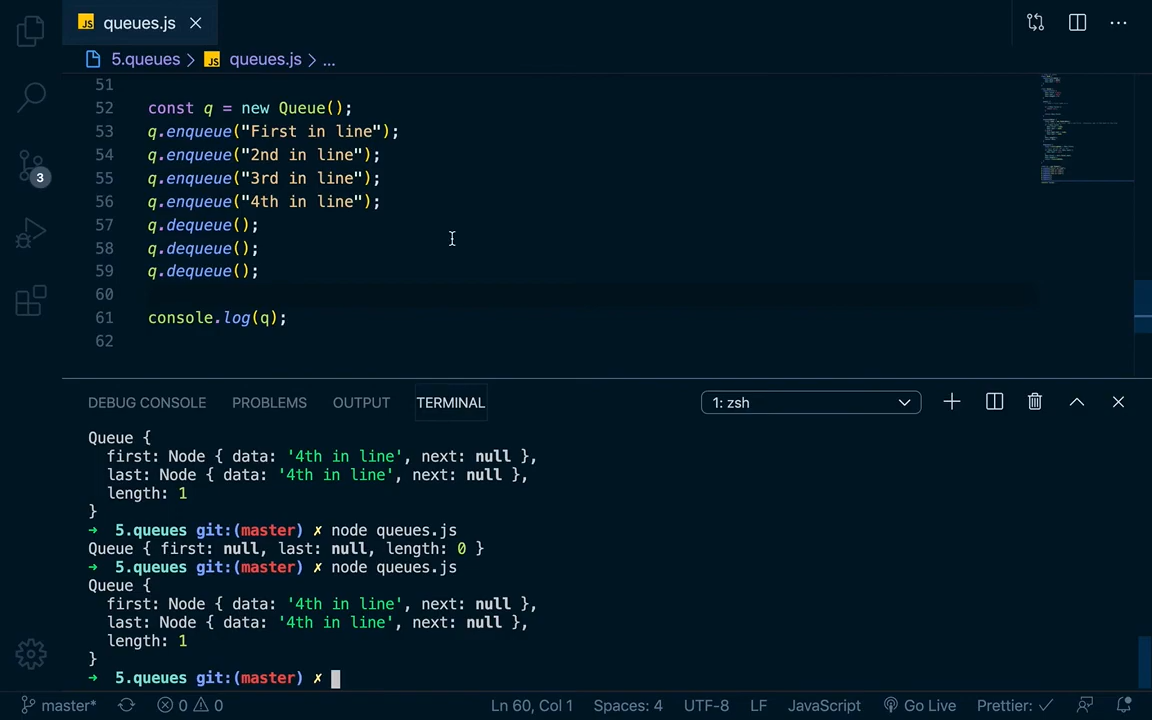 JS queues.js
5.queues > JS queues.js > ...
51
52 const q = new Queue();
53 q.enqueue("First in line");
54 q.enqueue("2nd in line");
55 q.enqueue("3rd in line");
56 q.enqueue("4th in line");
57 q.dequeue();
58 q.dequeue();
59 q.dequeue();
60
61 console.log(q);
62
3
DEBUG CONSOLE PROBLEMS OUTPUT TERMINAL 1: zsh
Queue {
first: Node { data: '4th in line', next: null },
last: Node { data: '4th in line', next: null },
length: 1
}
→ 5.queues git:(master) ✗ node queues.js
Queue { first: null, last: null, length: 0 }
→ 5.queues git:(master) ✗ node queues.js
Queue {
first: Node { data: '4th in line', next: null },
last: Node { data: '4th in line', next: null },
length: 1
}
→ 5.queues git:(master) ✗
master* 0 0 Ln 60, Col 1 Spaces: 4 UTF-8 LF JavaScript Go Live Prettier: ✓